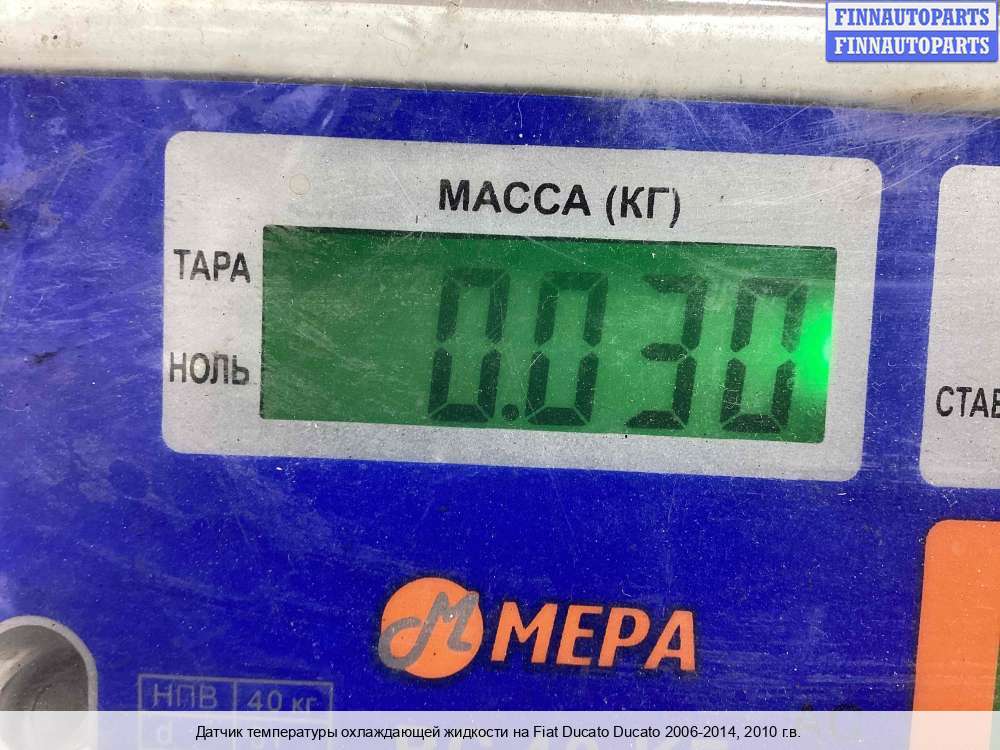 FINNAUTOPARTS
FINNAUTOPARTS
МАССА (КГ)
ТАРА
0.030
НОЛЬ
СТАВ
МЕРА
НПВ 40 кг
d
Датчик температуры охлаждающей жидкости на Fiat Ducato Ducato 2006-2014, 2010 г.в.